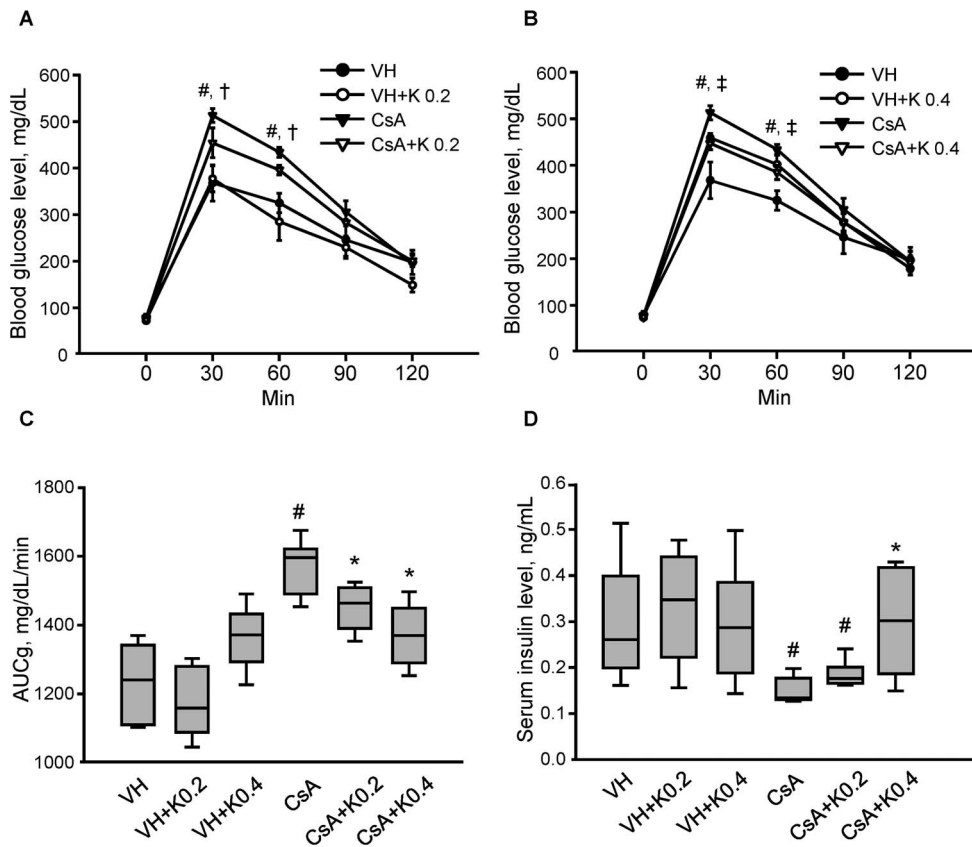 A
B
Blood glucose level, mg/dL
600
500
400
300
200
100
0
#, †
#, †
VH
VH+K 0.2
CsA
CsA+K 0.2
0 30 60 90 120
Min
Blood glucose level, mg/dL
600
500
400
300
200
100
0
#, ‡
#, ‡
VH
VH+K 0.4
CsA
CsA+K 0.4
0 30 60 90 120
Min
C
D
AUCg, mg/dL/min
1800
1600
1400
1200
1000
#
*
*
VH
VH+K0.2
VH+K0.4
CsA
CsA+K0.2
CsA+K0.4
Serum insulin level, ng/mL
0.6
0.5
0.4
0.3
0.2
0.1
0.0
#
#
*
VH
VH+K0.2
VH+K0.4
CsA
CsA+K0.2
CsA+K0.4